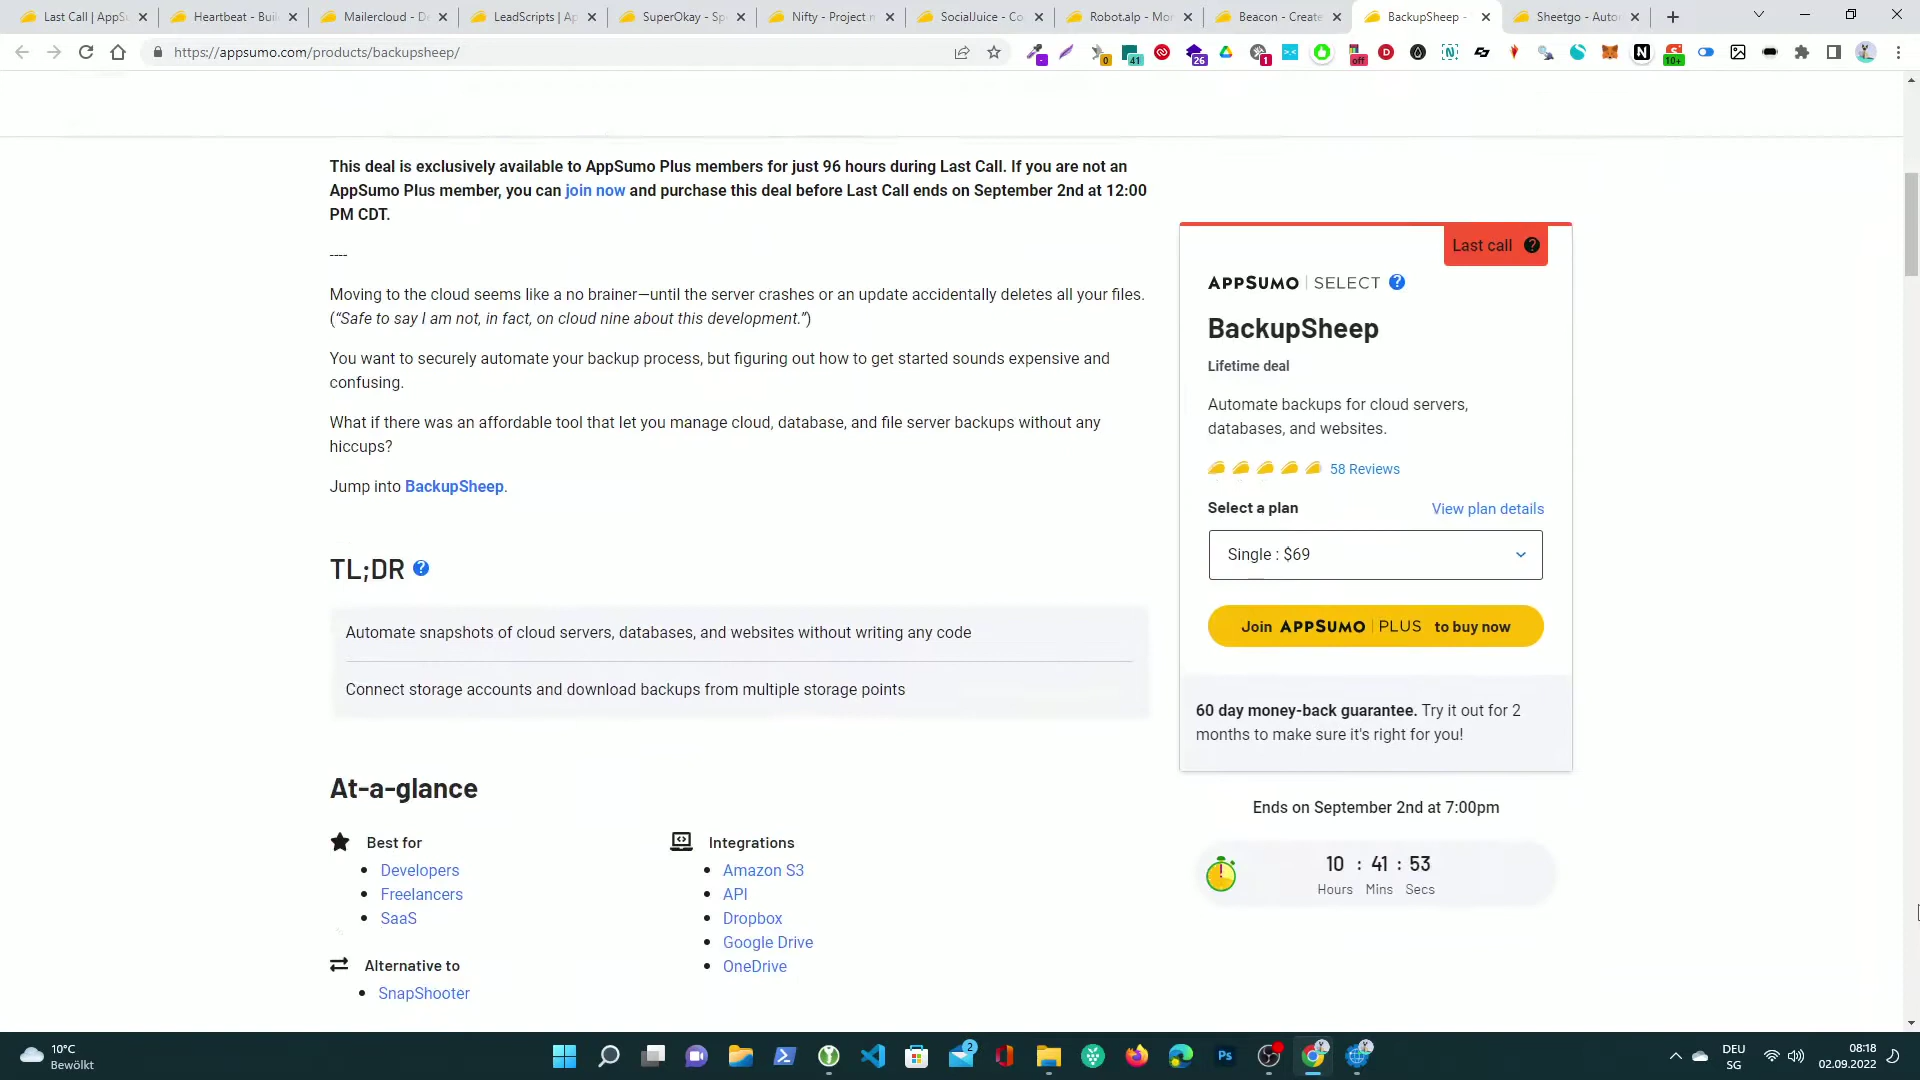 Last Call | AppS
Heartbeat - Buil
Mailercloud - De
LeadScripts | Ap
SuperOkay - Sp
Nifty - Project m
SocialJuice - Co
Robot.alp - Mo
Beacon - Create
BackupSheep -
Sheetgo - Auto
https://appsumo.com/products/backupsheep/
0
41
26
1
off
10+
This deal is exclusively available to AppSumo Plus members for just 96 hours during Last Call. If you are not an
AppSumo Plus member, you can join now and purchase this deal before Last Call ends on September 2nd at 12:00
PM CDT.
----
Moving to the cloud seems like a no brainer—until the server crashes or an update accidentally deletes all your files.
(“Safe to say I am not, in fact, on cloud nine about this development.”)
You want to securely automate your backup process, but figuring out how to get started sounds expensive and
confusing.
What if there was an affordable tool that let you manage cloud, database, and file server backups without any
hiccups?
Jump into BackupSheep.
TL;DR ?
Automate snapshots of cloud servers, databases, and websites without writing any code
Connect storage accounts and download backups from multiple storage points
At-a-glance
Best for
Developers
Freelancers
SaaS
Alternative to
SnapShooter
Integrations
Amazon S3
API
Dropbox
Google Drive
OneDrive
Last call ?
APPSUMO | SELECT ?
BackupSheep
Lifetime deal
Automate backups for cloud servers,
databases, and websites.
58 Reviews
Select a plan
View plan details
Single : $69
Join APPSUMO | PLUS to buy now
60 day money-back guarantee. Try it out for 2
months to make sure it's right for you!
Ends on September 2nd at 7:00pm
10 : 41 : 53
Hours Mins Secs
10°C
Bewölkt
2
Ps
DEU
SG
08:18
02.09.2022